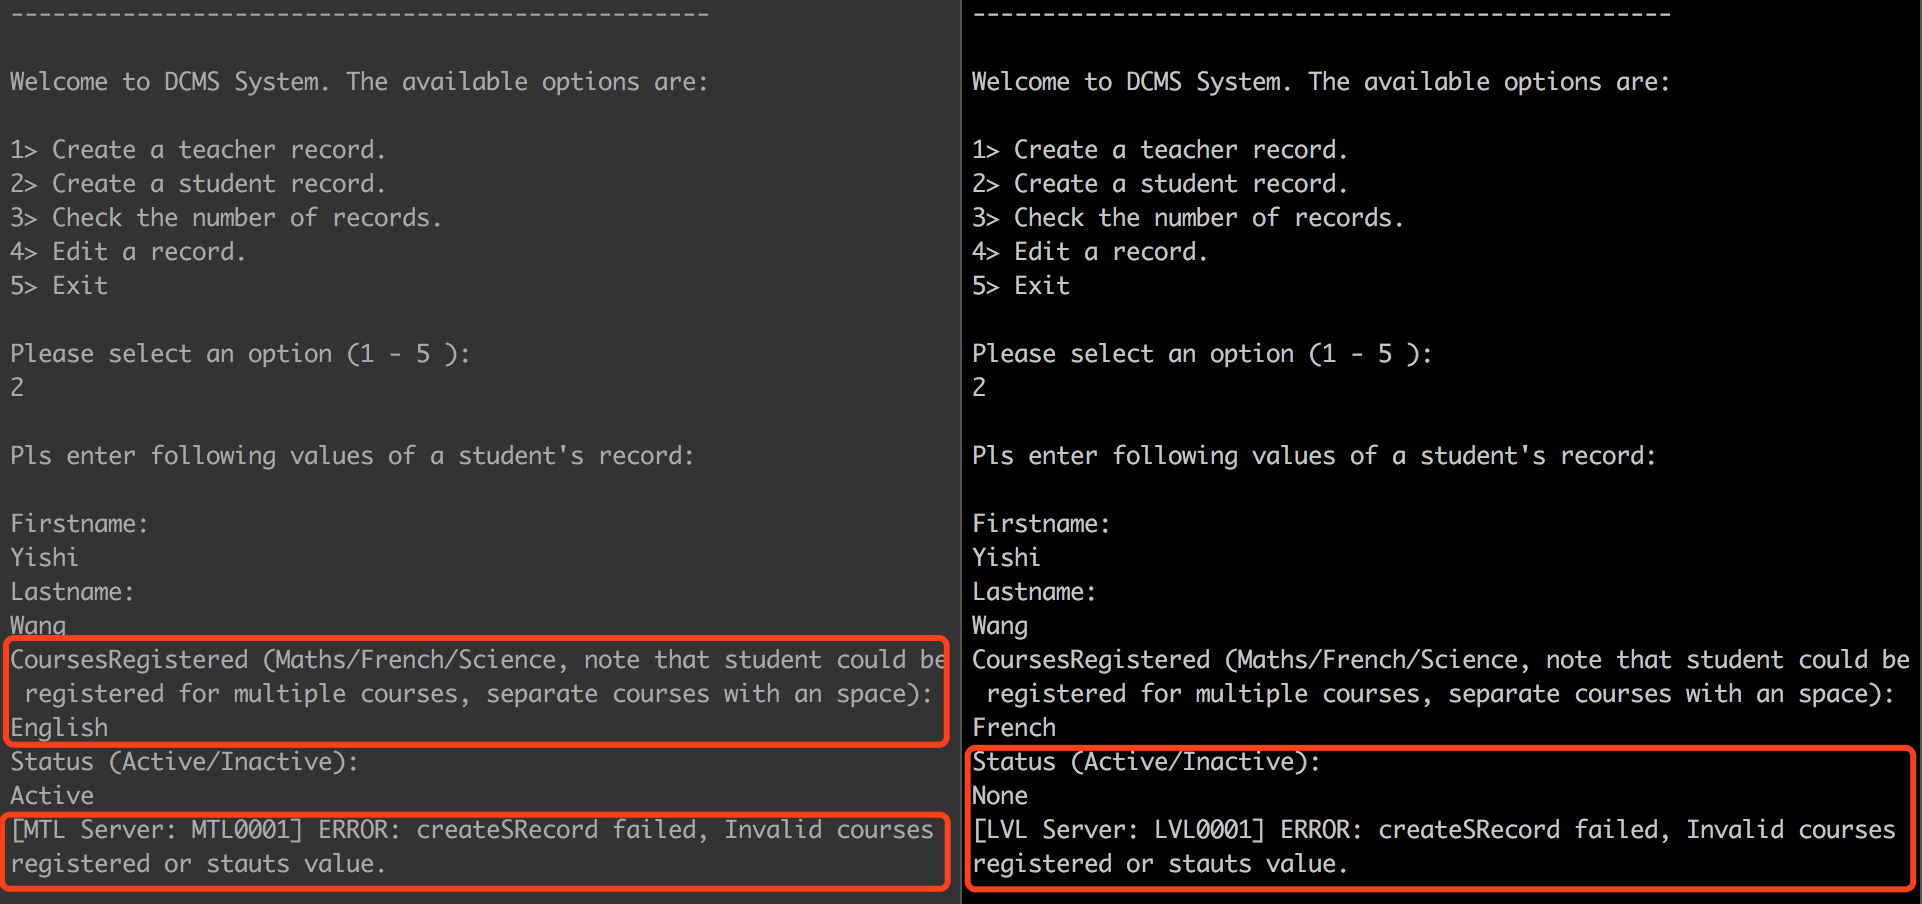 --------------------------------------------------
Welcome to DCMS System. The available options are:
1> Create a teacher record.
2> Create a student record.
3> Check the number of records.
4> Edit a record.
5> Exit
Please select an option (1 - 5 ):
2
Pls enter following values of a student's record:
Firstname:
Yishi
Lastname:
Wang
CoursesRegistered (Maths/French/Science, note that student could be
registered for multiple courses, separate courses with an space):
English
Status (Active/Inactive):
Active
[MTL Server: MTL0001] ERROR: createSRecord failed, Invalid courses
registered or stauts value.
--------------------------------------------------
Welcome to DCMS System. The available options are:
1> Create a teacher record.
2> Create a student record.
3> Check the number of records.
4> Edit a record.
5> Exit
Please select an option (1 - 5 ):
2
Pls enter following values of a student's record:
Firstname:
Yishi
Lastname:
Wang
CoursesRegistered (Maths/French/Science, note that student could be
registered for multiple courses, separate courses with an space):
French
Status (Active/Inactive):
None
[LVL Server: LVL0001] ERROR: createSRecord failed, Invalid courses
registered or stauts value.